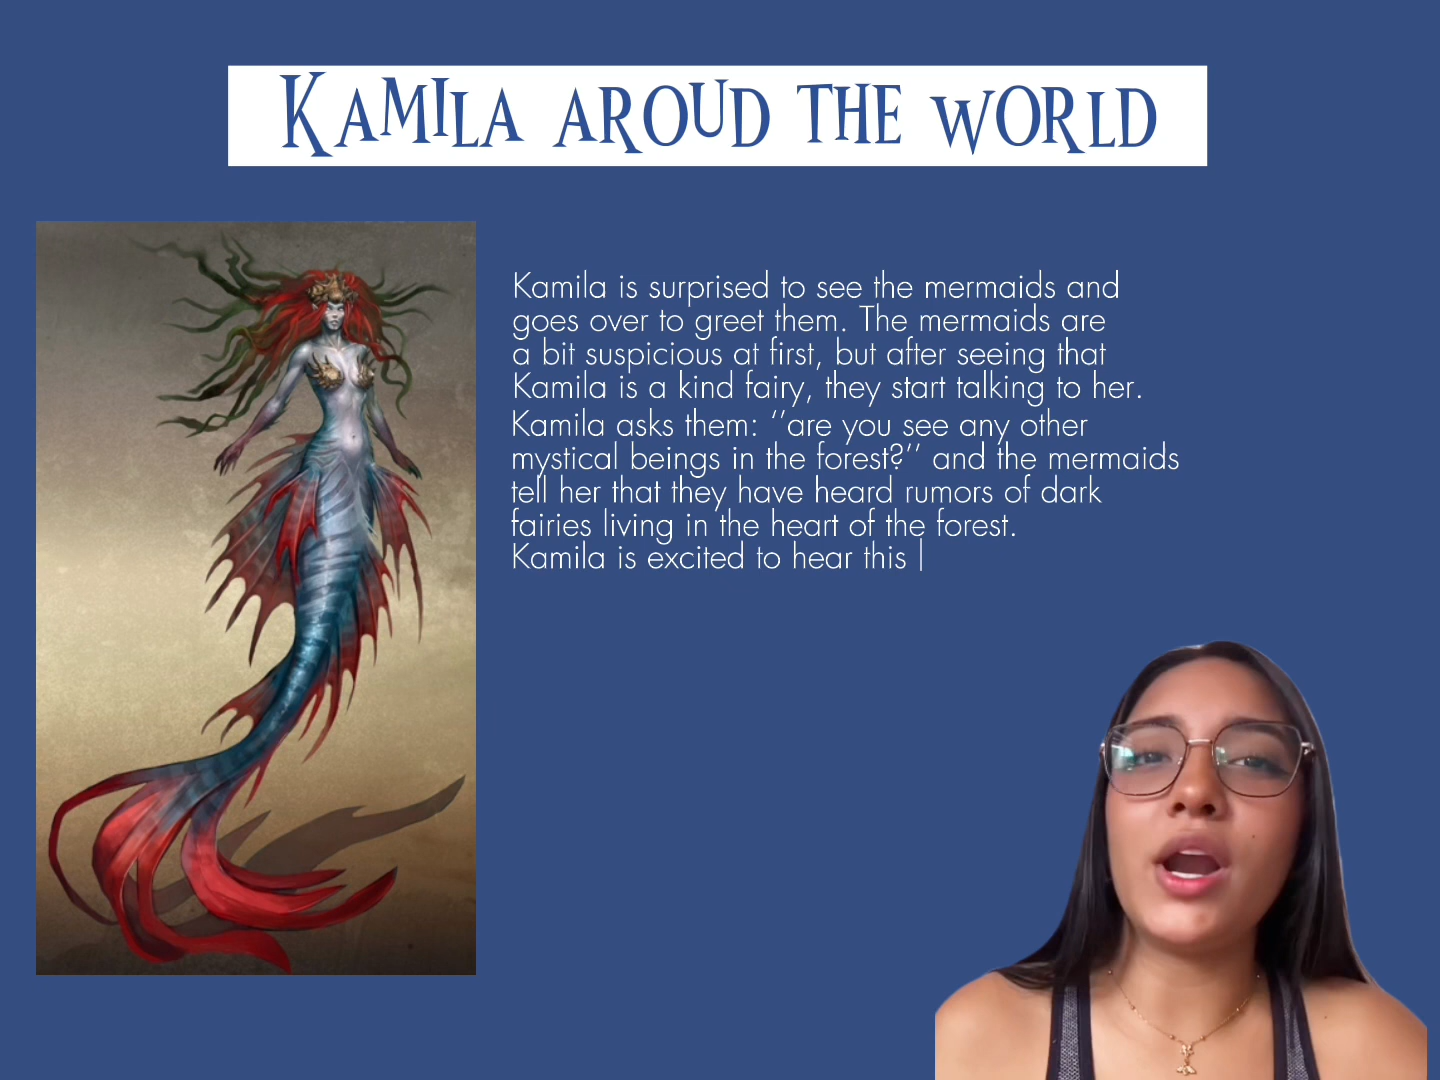 KAMILA AROUD THE WORLD
Kamila is surprised to see the mermaids and
goes over to greet them. The mermaids are
a bit suspicious at first, but after seeing that
Kamila is a kind fairy, they start talking to her.
Kamila asks them: ‘’are you see any other
mystical beings in the forest?’’ and the mermaids
tell her that they have heard rumors of dark
fairies living in the heart of the forest.
Kamila is excited to hear this |